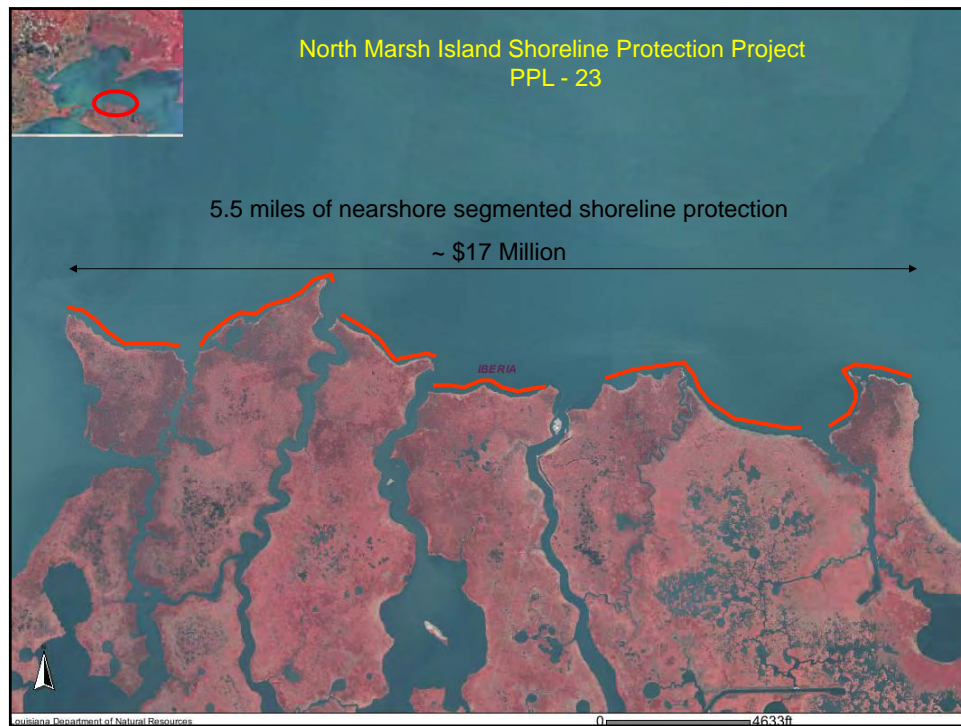 North Marsh Island Shoreline Protection Project
PPL - 23
5.5 miles of nearshore segmented shoreline protection
~ $17 Million
IBERIA
Louisiana Department of Natural Resources
0 4633ft